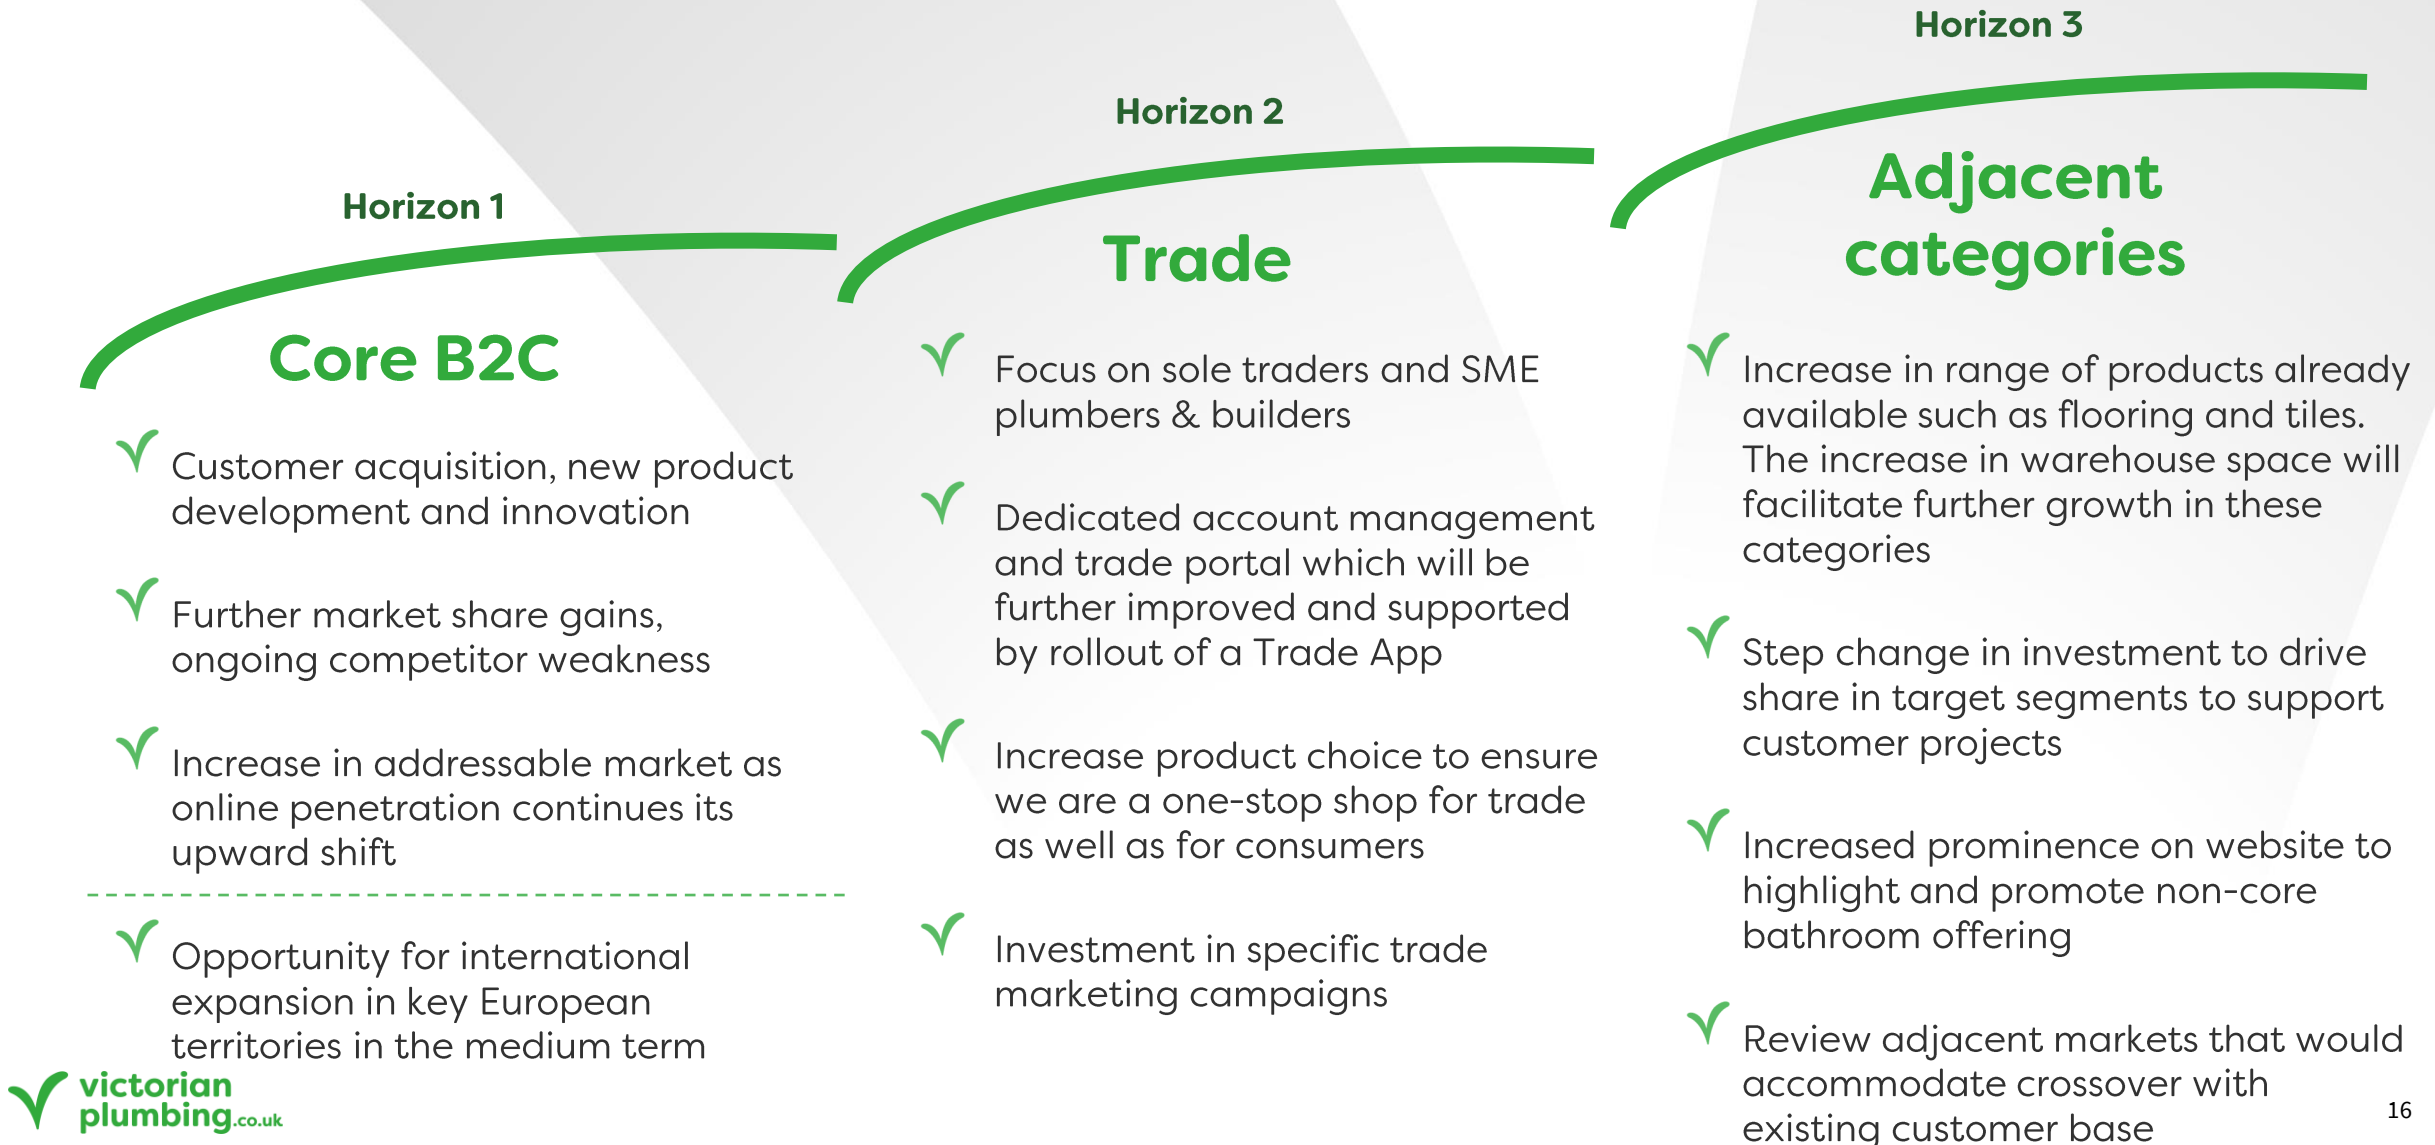 Horizon 1
Core B2C
Customer acquisition, new product
development and innovation
Further market share gains,
ongoing competitor weakness
Increase in addressable market as
online penetration continues its
upward shift
Opportunity for international
expansion in key European
territories in the medium term
Horizon 2
Trade
Focus on sole traders and SME
plumbers & builders
Dedicated account management
and trade portal which will be
further improved and supported
by rollout of a Trade App
Increase product choice to ensure
we are a one-stop shop for trade
as well as for consumers
Investment in specific trade
marketing campaigns
Horizon 3
Adjacent
categories
Increase in range of products already
available such as flooring and tiles.
The increase in warehouse space will
facilitate further growth in these
categories
Step change in investment to drive
share in target segments to support
customer projects
Increased prominence on website to
highlight and promote non-core
bathroom offering
Review adjacent markets that would
accommodate crossover with
existing customer base
victorian
plumbing.co.uk
16